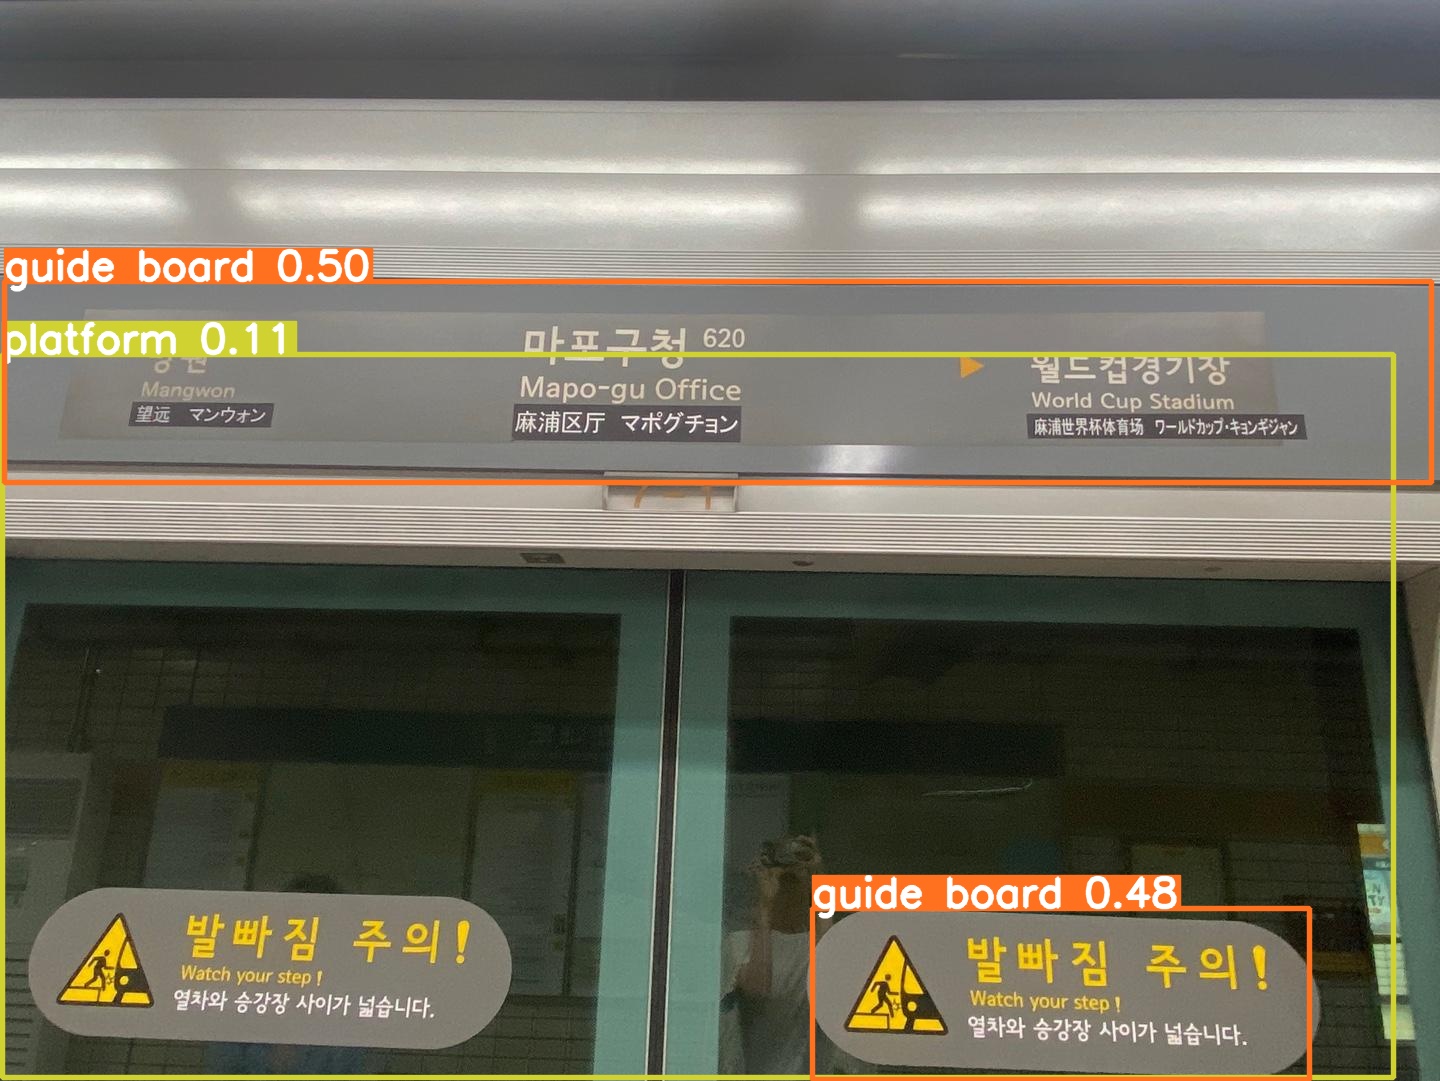 guide board 0.50
platform 0.11
망원
Mangwon
望远 マンウォン
마포구청 620
Mapo-gu Office
麻浦区厅 マポグチョン
월드컵경기장
World Cup Stadium
麻浦世界杯体育场 ワールドカップ・キョンギジャン
guide board 0.48
발빠짐 주의!
Watch your step !
열차와 승강장 사이가 넓습니다.
발빠짐 주의!
Watch your step !
열차와 승강장 사이가 넓습니다.